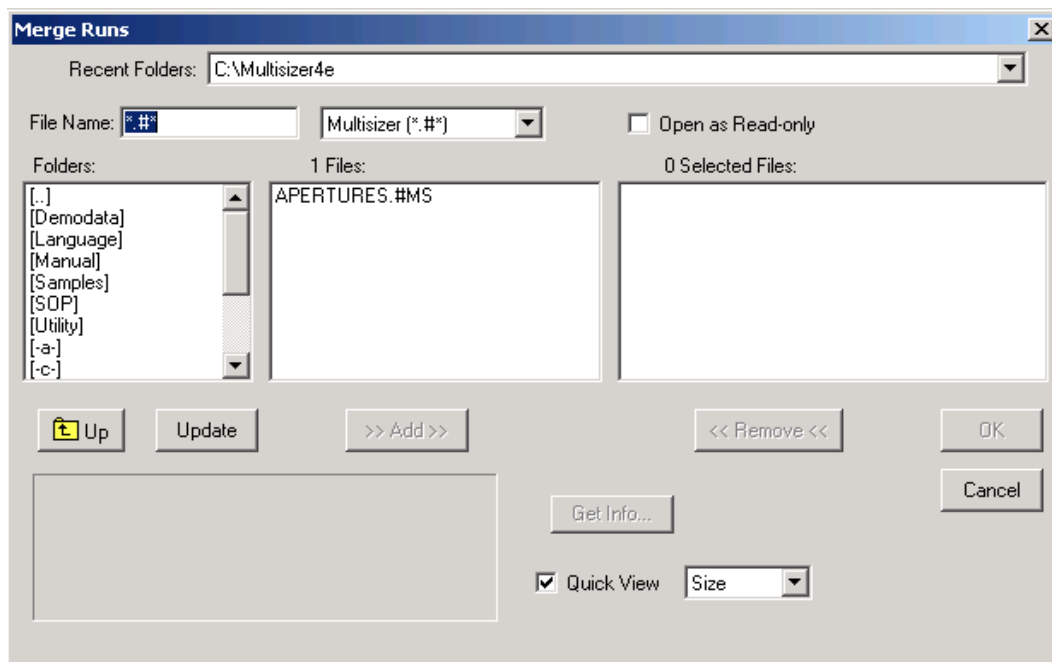 Merge Runs
Recent Folders: C:\Multisizer4e
File Name: *.#* Multisizer (*.#*) Open as Read-only
Folders: 1 Files: 0 Selected Files:
[..] APERTURES.#MS
[Demodata]
[Language]
[Manual]
[Samples]
[SOP]
[Utility]
[-a-]
[-c-]
Up Update >> Add >> << Remove << OK
Cancel
Get Info...
Quick View Size